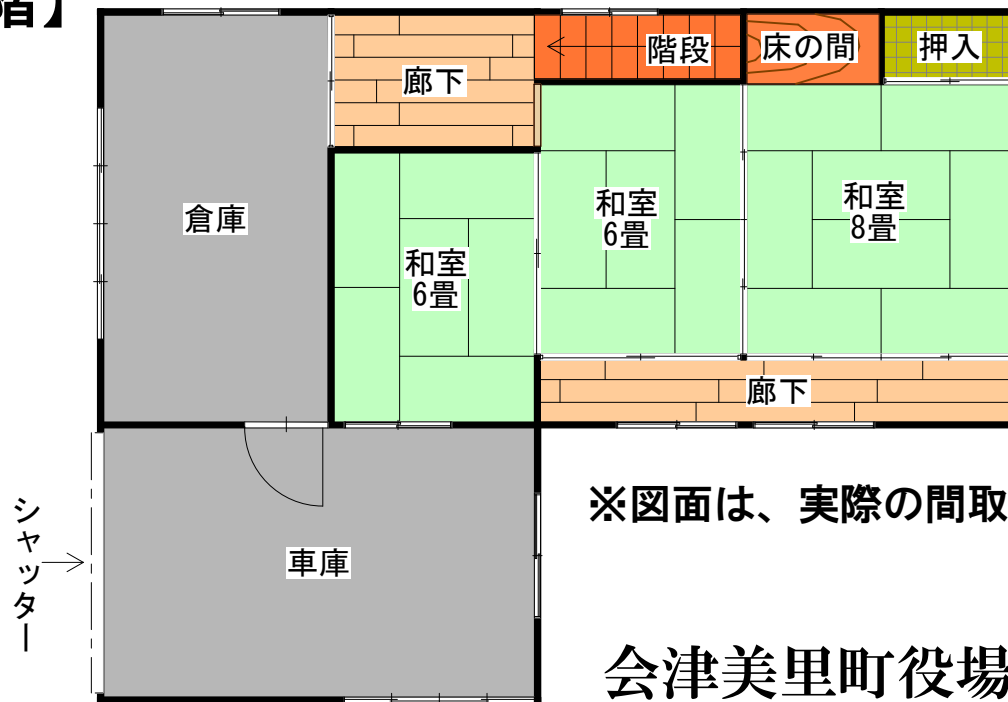 階】
廊下
階段
床の間
押入
倉庫
和室
6畳
和室
6畳
和室
8畳
廊下
シャッター
車庫
※図面は、実際の間取
会津美里町役場